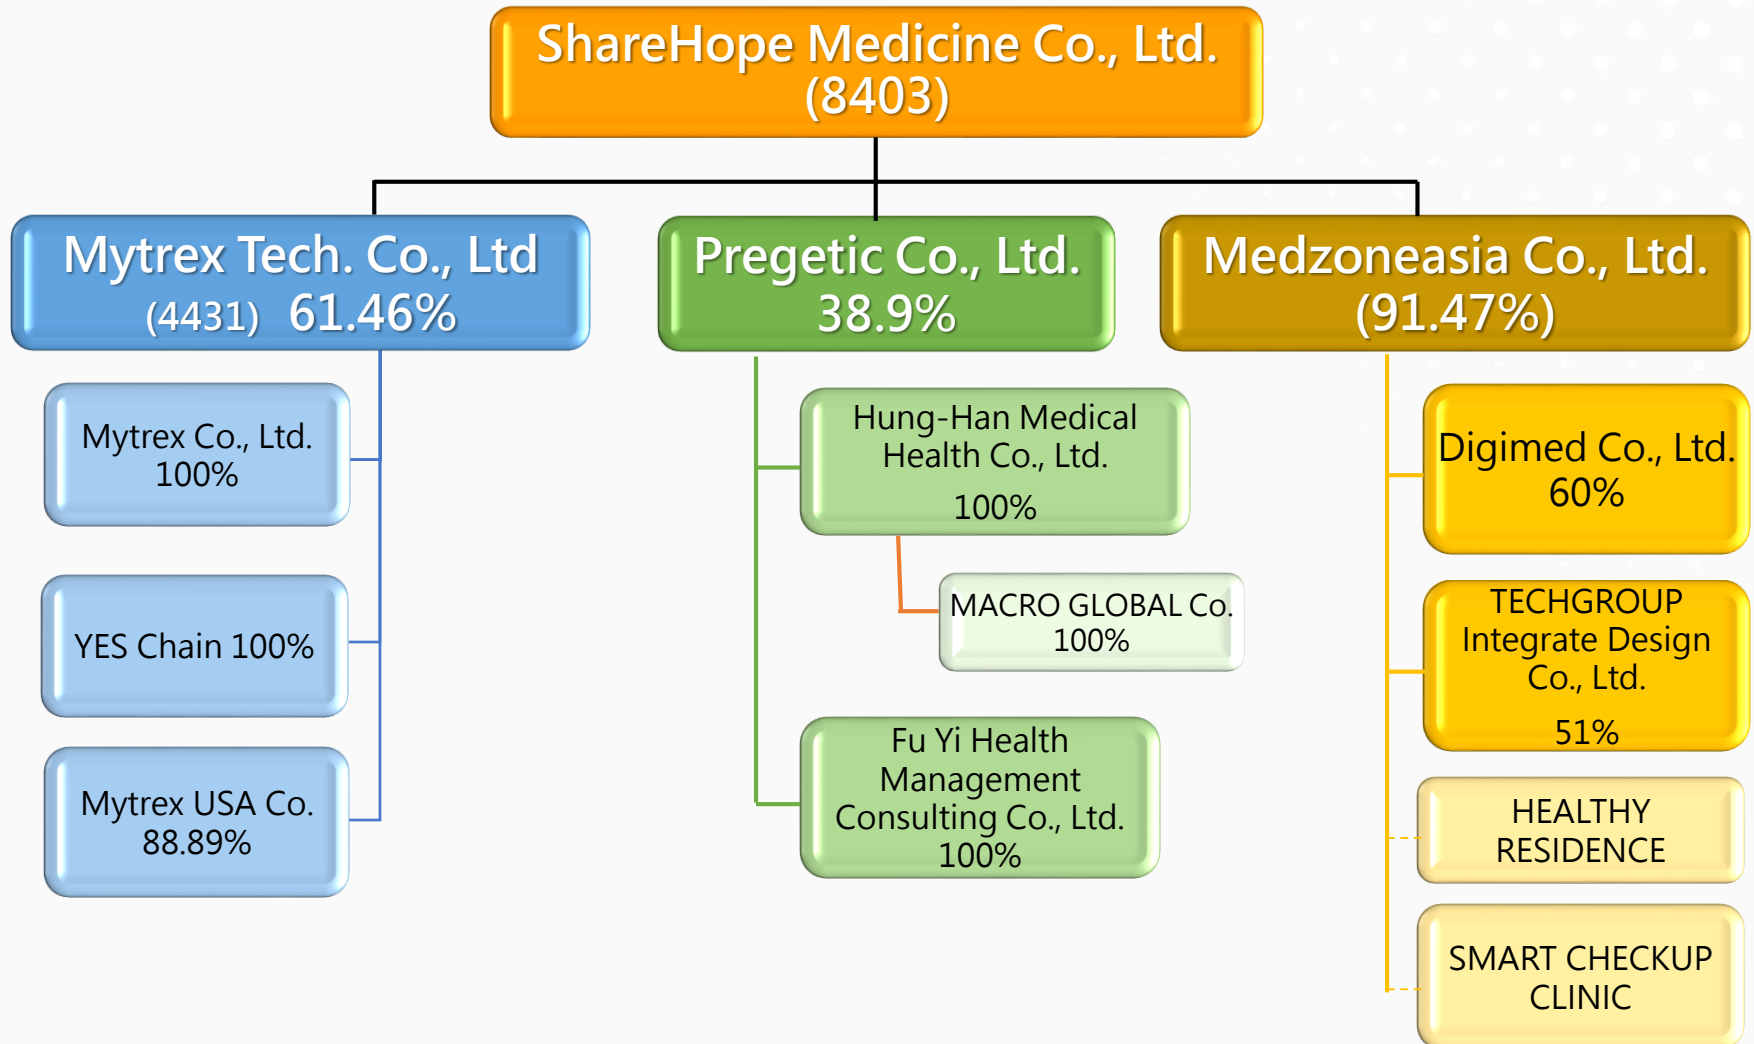 ShareHope Medicine Co., Ltd.
(8403)
Mytrex Tech. Co., Ltd
(4431) 61.46%
Pregetic Co., Ltd.
38.9%
Medzoneasia Co., Ltd.
(91.47%)
Mytrex Co., Ltd.
100%
YES Chain 100%
Mytrex USA Co.
88.89%
Hung-Han Medical
Health Co., Ltd.
100%
MACRO GLOBAL Co.
100%
Fu Yi Health
Management
Consulting Co., Ltd.
100%
Digimed Co., Ltd.
60%
TECHGROUP
Integrate Design
Co., Ltd.
51%
HEALTHY
RESIDENCE
SMART CHECKUP
CLINIC